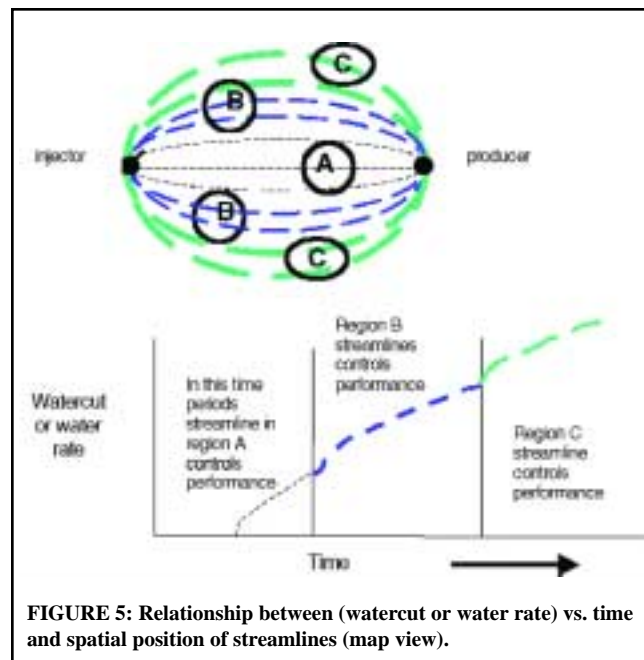 C
B
injector
A
producer
B
C
Region B
streamlines
controls
performance
In this time
periods
streamline in
region A
controls
performance
Watercut
or water
rate
Region C
streamline
controls
performance
Time
FIGURE 5: Relationship between (watercut or water rate) vs. time
and spatial position of streamlines (map view).